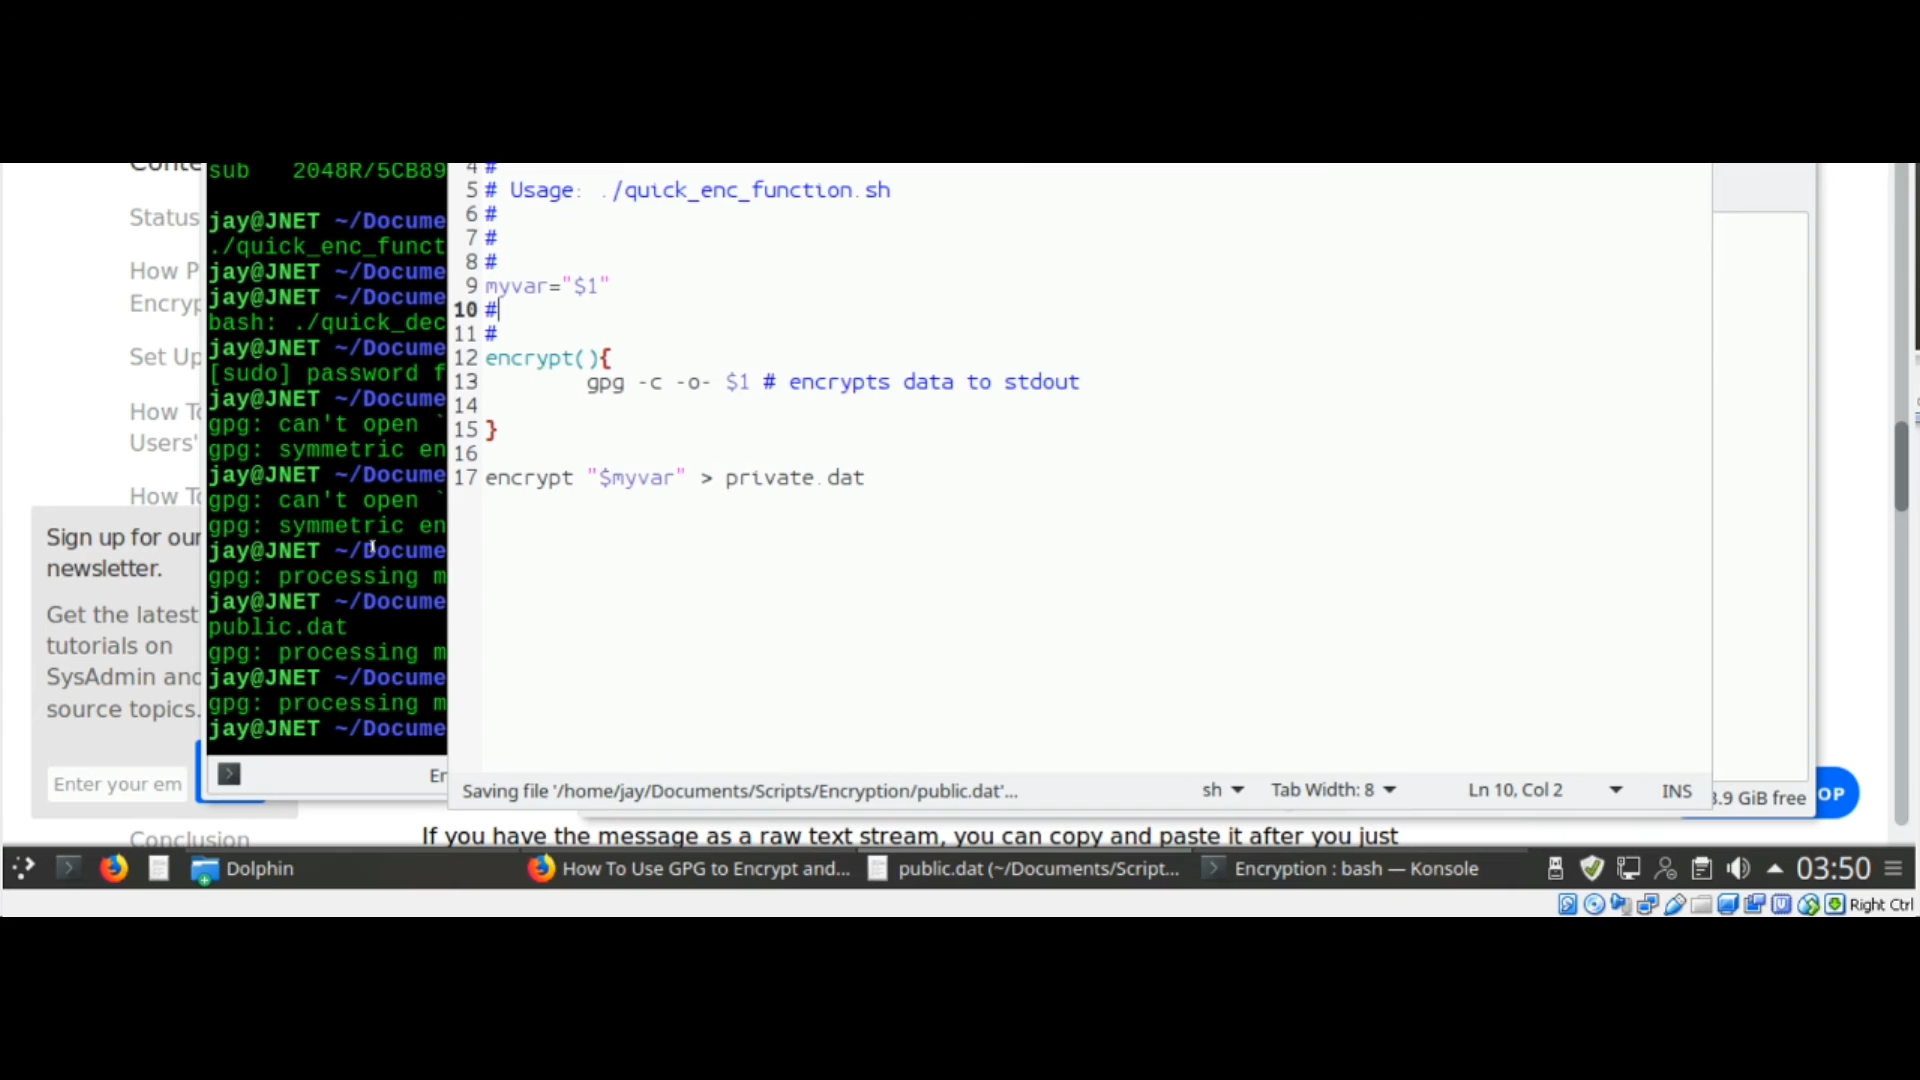 Conte
Status
How P
Encryp
Set Up
How To
Users'
How To
Sign up for our
newsletter.
Get the latest
tutorials on
SysAdmin and
source topics.
Enter your em
Conclusion
sub 2048R/5CB89
jay@JNET ~/Docume
./quick_enc_funct
jay@JNET ~/Docume
jay@JNET ~/Docume
bash: ./quick_dec
jay@JNET ~/Docume
[sudo] password f
jay@JNET ~/Docume
gpg: can't open `
gpg: symmetric en
jay@JNET ~/Docume
gpg: can't open `
gpg: symmetric en
jay@JNET ~/Docume
gpg: processing m
jay@JNET ~/Docume
public.dat
gpg: processing m
jay@JNET ~/Docume
gpg: processing m
jay@JNET ~/Docume
En
4 #
5 # Usage: ./quick_enc_function.sh
6 #
7 #
8 #
9 myvar="$1"
10 #
11 #
12 encrypt(){
13 gpg -c -o- $1 # encrypts data to stdout
14
15 }
16
17 encrypt "$myvar" > private.dat
Saving file '/home/jay/Documents/Scripts/Encryption/public.dat'... sh Tab Width: 8 Ln 10, Col 2 INS
3.9 GiB free
OP
If you have the message as a raw text stream, you can copy and paste it after you just
Dolphin How To Use GPG to Encrypt and... public.dat (~/Documents/Script... Encryption : bash — Konsole 03:50
Right Ctrl